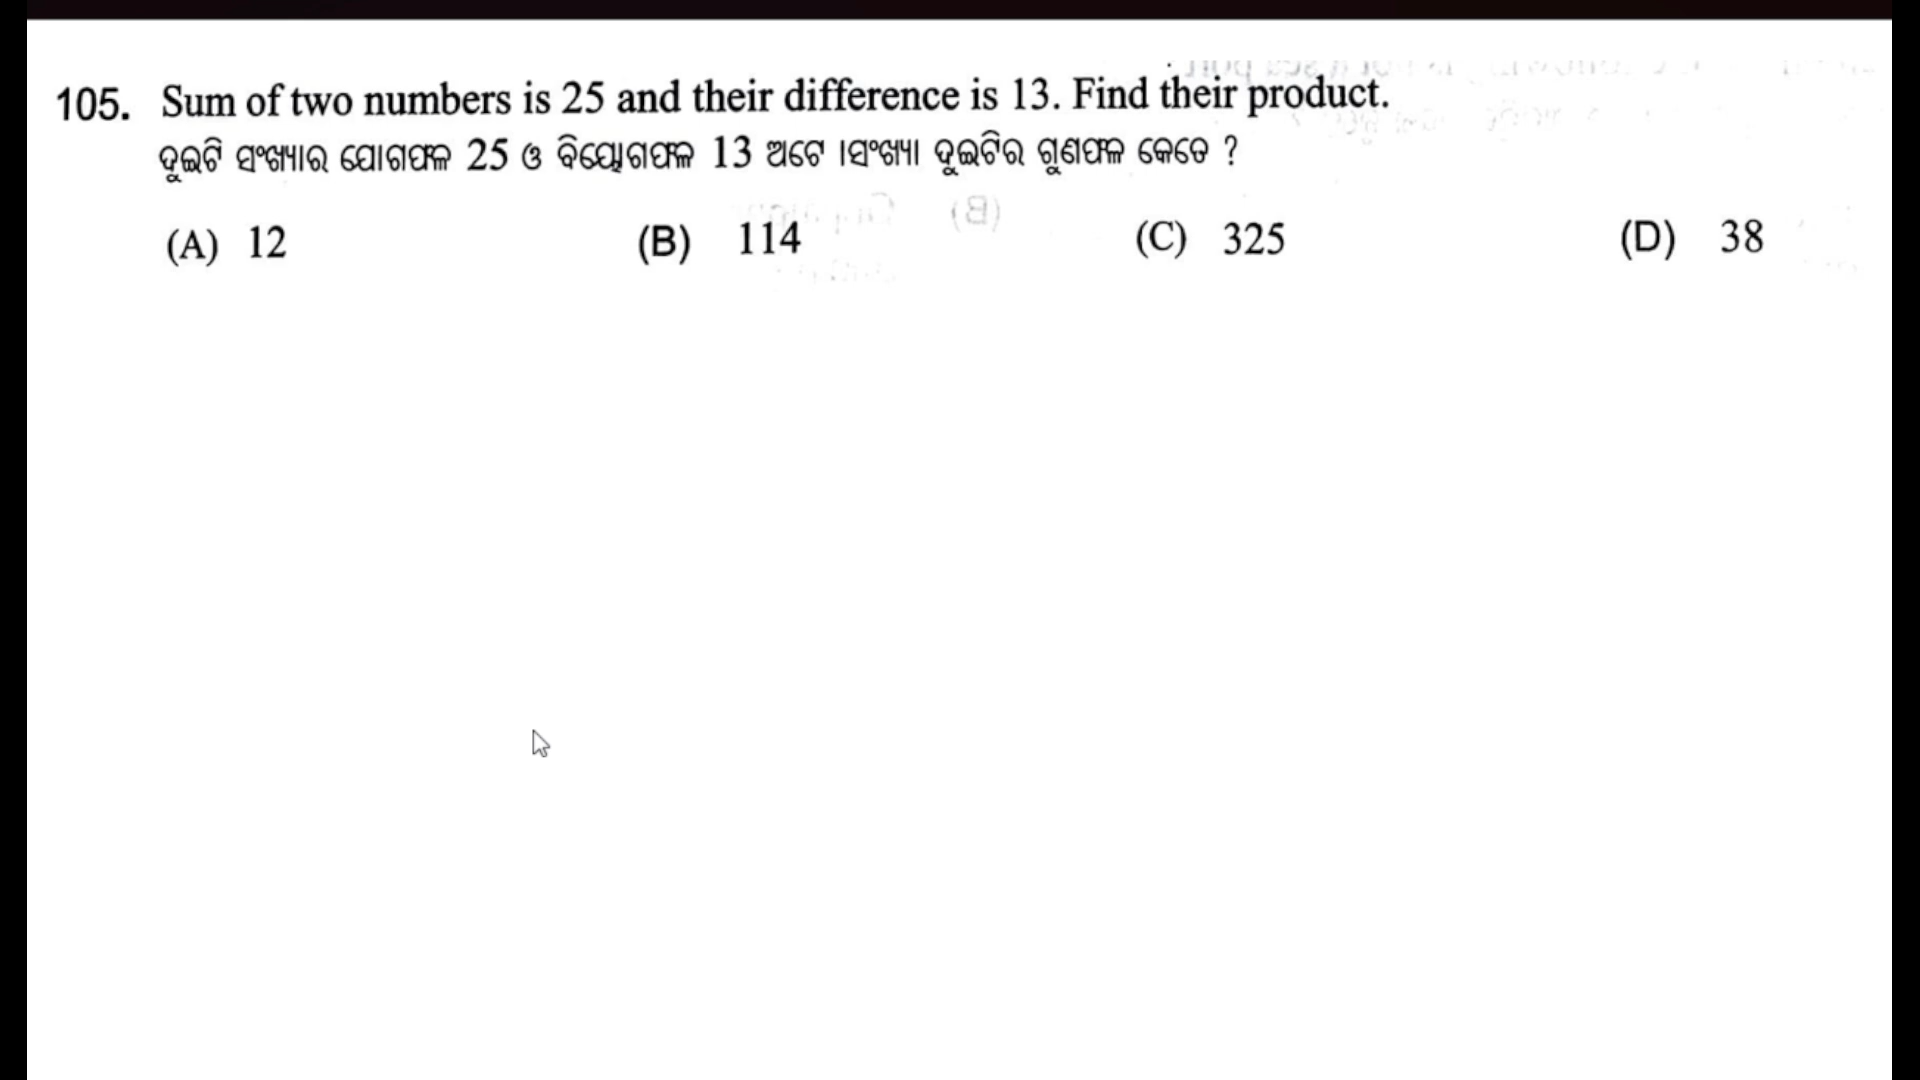 105. Sum of two numbers is 25 and their difference is 13. Find their product.
ଦୁଇଟି ସଂଖ୍ୟାର ଯୋଗଫଳ 25 ଓ ବିୟୋଗଫଳ 13 ଅଟେ ।ସଂଖ୍ୟା ଦୁଇଟିର ଗୁଣଫଳ କେତେ ?
(A) 12 (B) 114 (C) 325 (D) 38